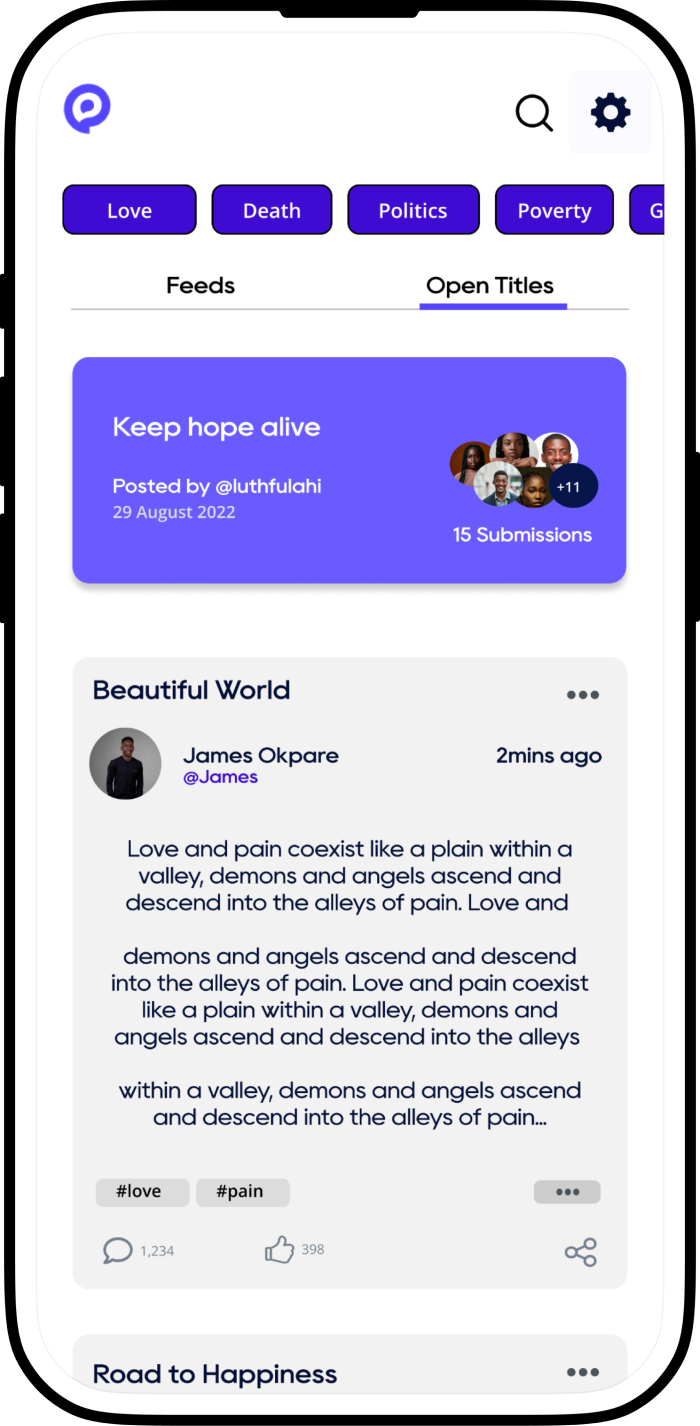 Love Death Politics Poverty G
Feeds Open Titles
Keep hope alive
Posted by @luthfulahi
29 August 2022
+11
15 Submissions
Beautiful World
James Okpare
@James
2mins ago
Love and pain coexist like a plain within a
valley, demons and angels ascend and
descend into the alleys of pain. Love and
demons and angels ascend and descend
into the alleys of pain. Love and pain coexist
like a plain within a valley, demons and
angels ascend and descend into the alleys
within a valley, demons and angels ascend
and descend into the alleys of pain...
#love #pain
1,234 398
Road to Happiness